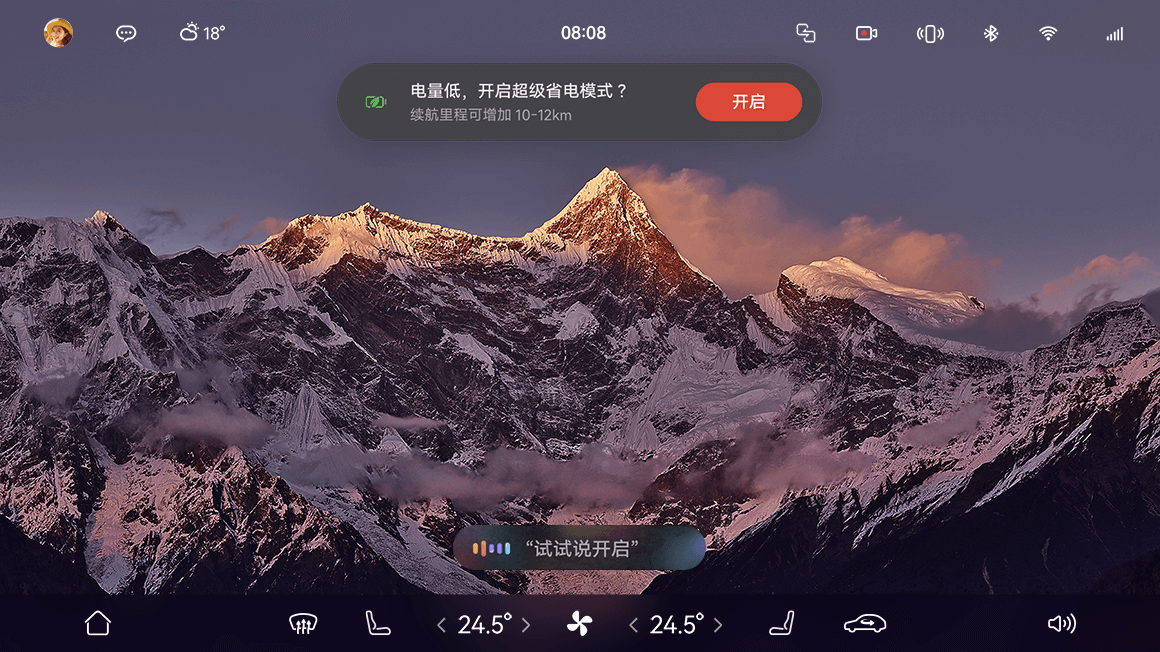 18°
08:08
电量低，开启超级省电模式？
续航里程可增加 10-12km
开启
“试试说开启”
24.5°
24.5°